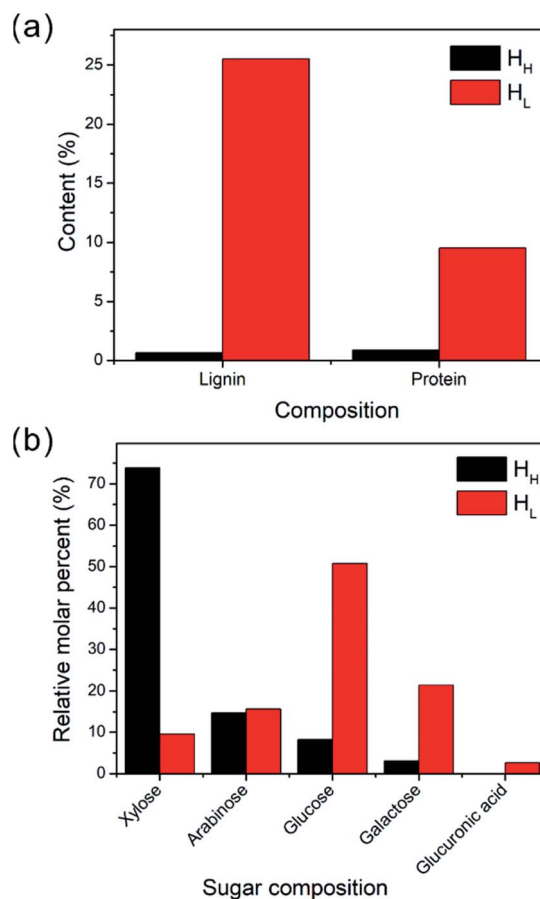 (a)
H_H
H_L
Content (%)
25
20
15
10
5
0
Lignin Protein
Composition
(b)
H_H
H_L
Relative molar percent (%)
70
60
50
40
30
20
10
0
Xylose Arabinose Glucose Galactose Glucuronic acid
Sugar composition